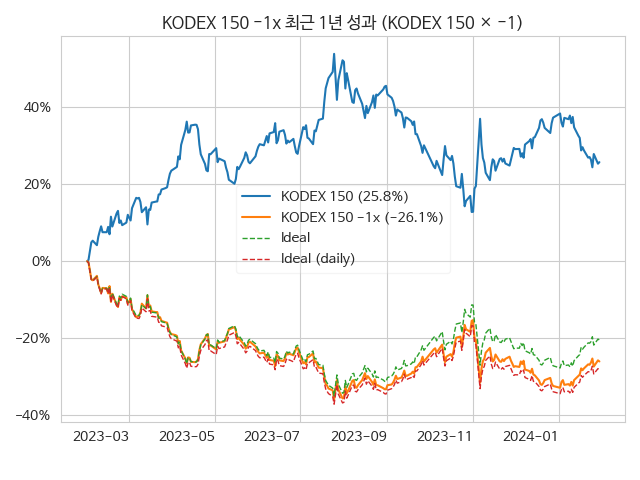 KODEX 150 −1x 최근 1년 성과 (KODEX 150 × −1)
40%
20%
0%
−20%
−40%
KODEX 150 (25.8%)
KODEX 150 −1x (−26.1%)
Ideal
Ideal (daily)
2023−03
2023−05
2023−07
2023−09
2023−11
2024−01